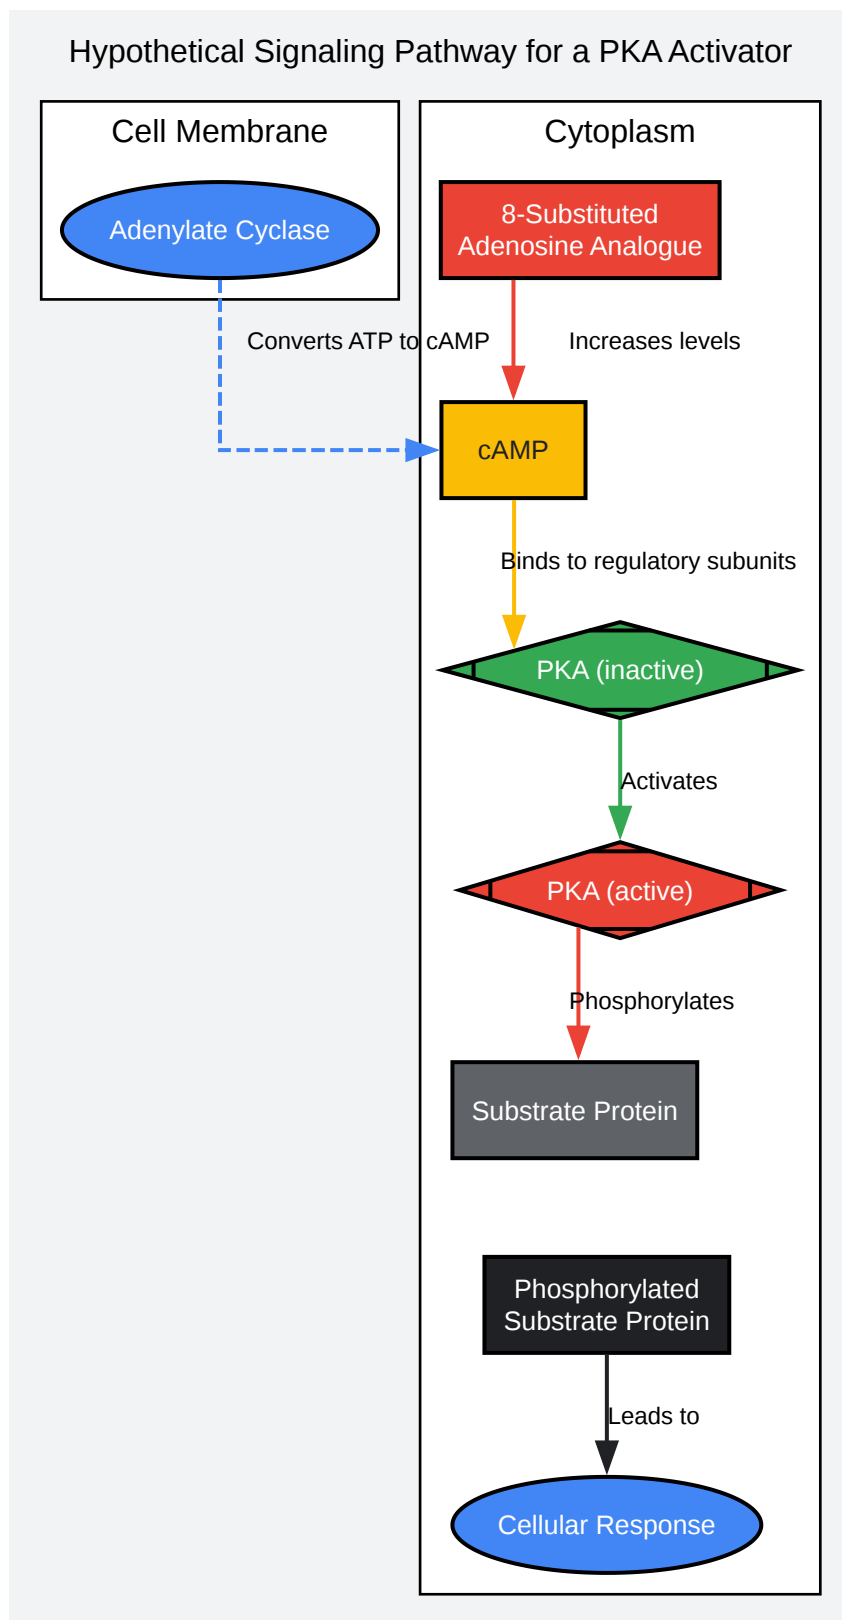 Hypothetical Signaling Pathway for a PKA Activator
Cell Membrane
Cytoplasm
Adenylate Cyclase
8-Substituted
Adenosine Analogue
Converts ATP to cAMP
Increases levels
cAMP
Binds to regulatory subunits
PKA (inactive)
Activates
PKA (active)
Phosphorylates
Substrate Protein
Phosphorylated
Substrate Protein
Leads to
Cellular Response